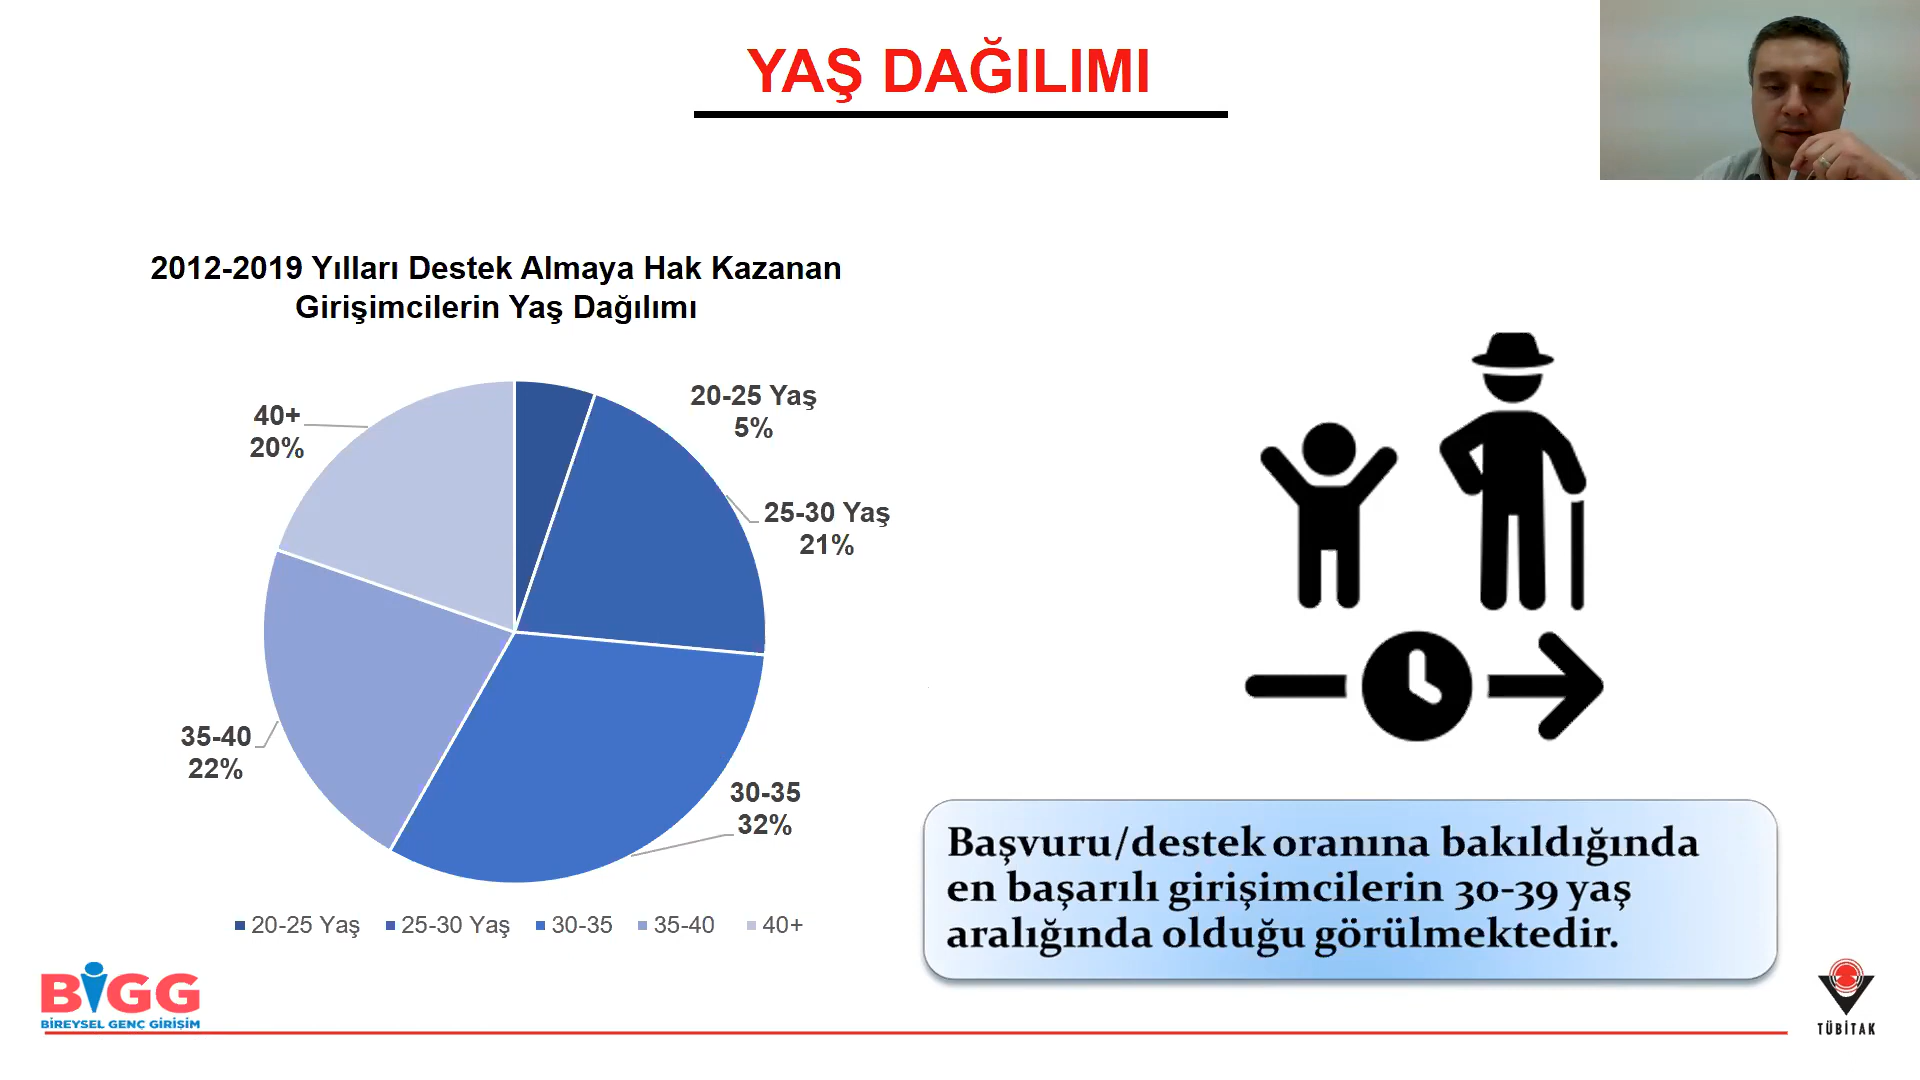 YAŞ DAĞILIMI
2012-2019 Yılları Destek Almaya Hak Kazanan
Girişimcilerin Yaş Dağılımı
20-25 Yaş
5%
25-30 Yaş
21%
30-35
32%
35-40
22%
40+
20%
20-25 Yaş 25-30 Yaş 30-35 35-40 40+
Başvuru/destek oranına bakıldığında
en başarılı girişimcilerin 30-39 yaş
aralığında olduğu görülmektedir.
BİGG
BİREYSEL GENÇ GİRİŞİM
TÜBİTAK